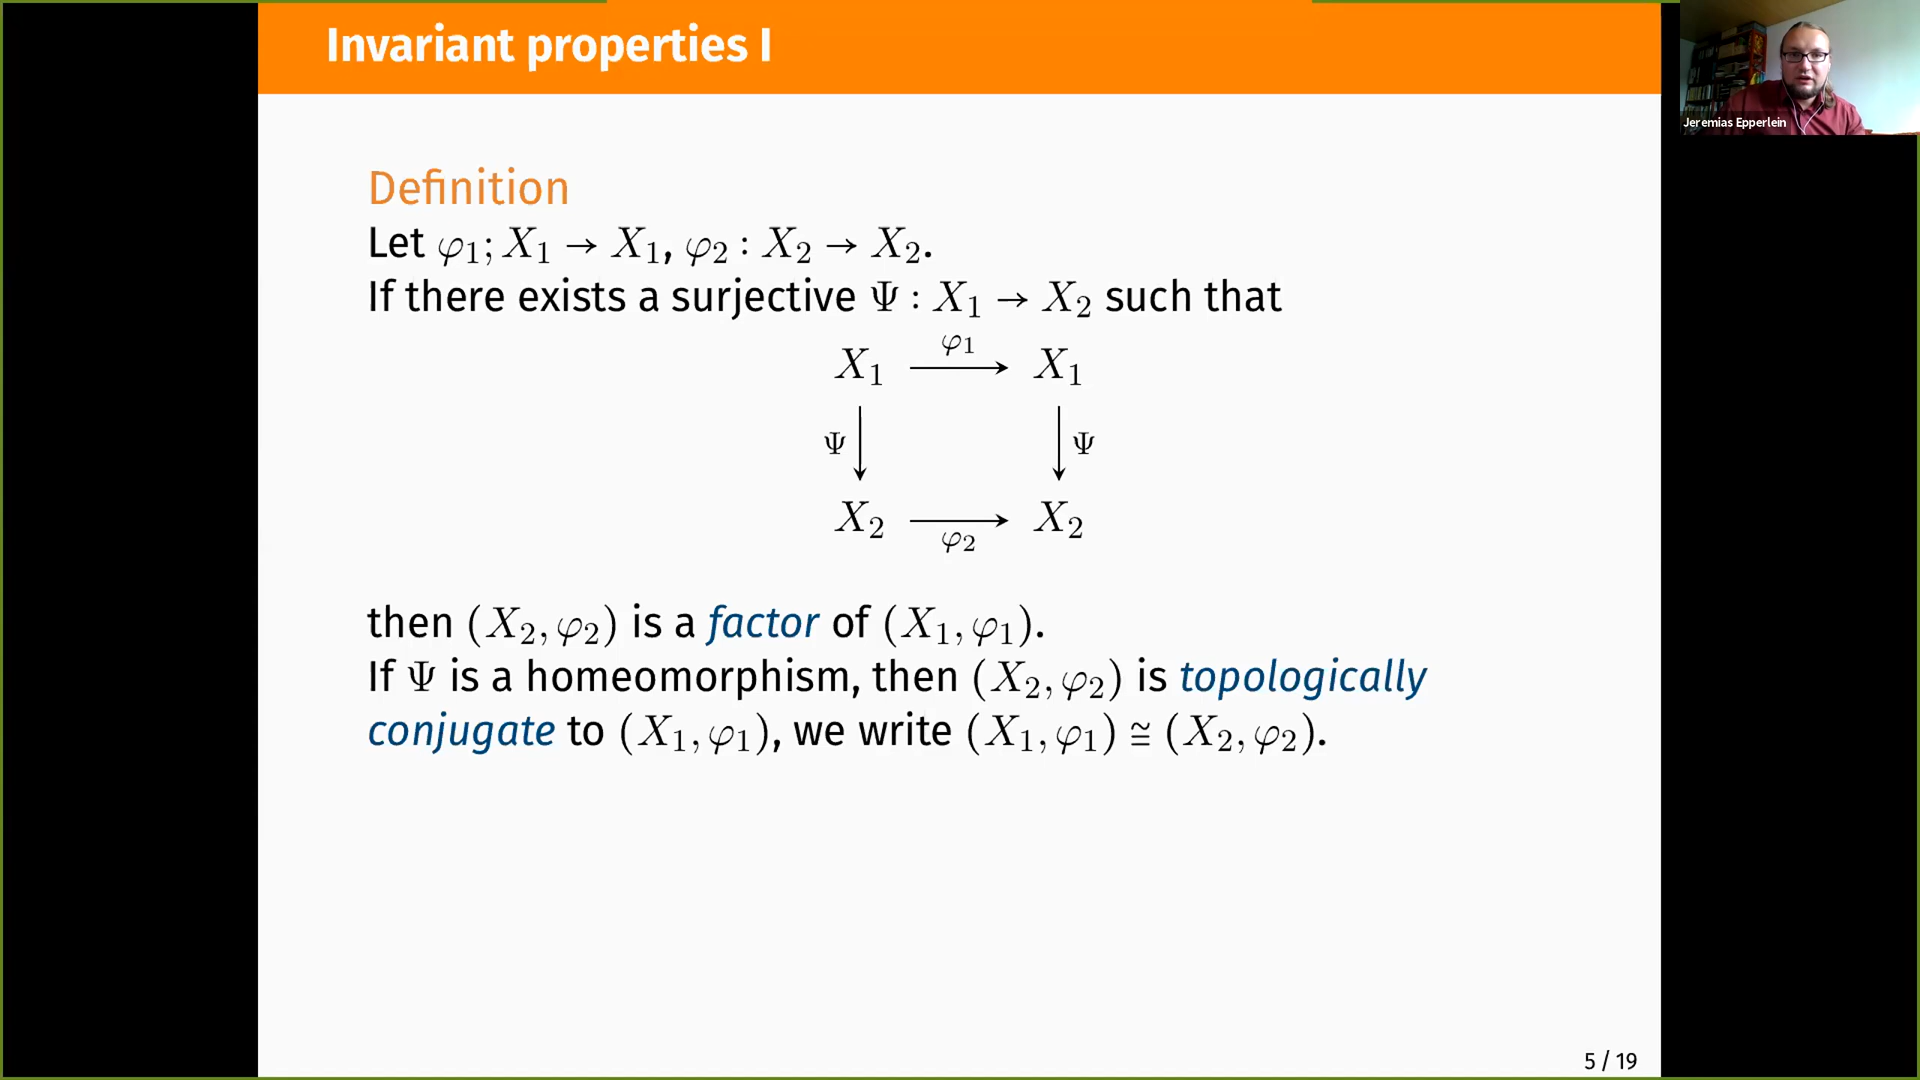 Invariant properties I
Jeremias Epperlein
Definition
Let φ₁; X₁ → X₁, φ₂ : X₂ → X₂.
If there exists a surjective Ψ : X₁ → X₂ such that
φ₁
X₁ X₁
Ψ Ψ
X₂ X₂
φ₂
then (X₂, φ₂) is a factor of (X₁, φ₁).
If Ψ is a homeomorphism, then (X₂, φ₂) is topologically
conjugate to (X₁, φ₁), we write (X₁, φ₁) ≅ (X₂, φ₂).
5 / 19